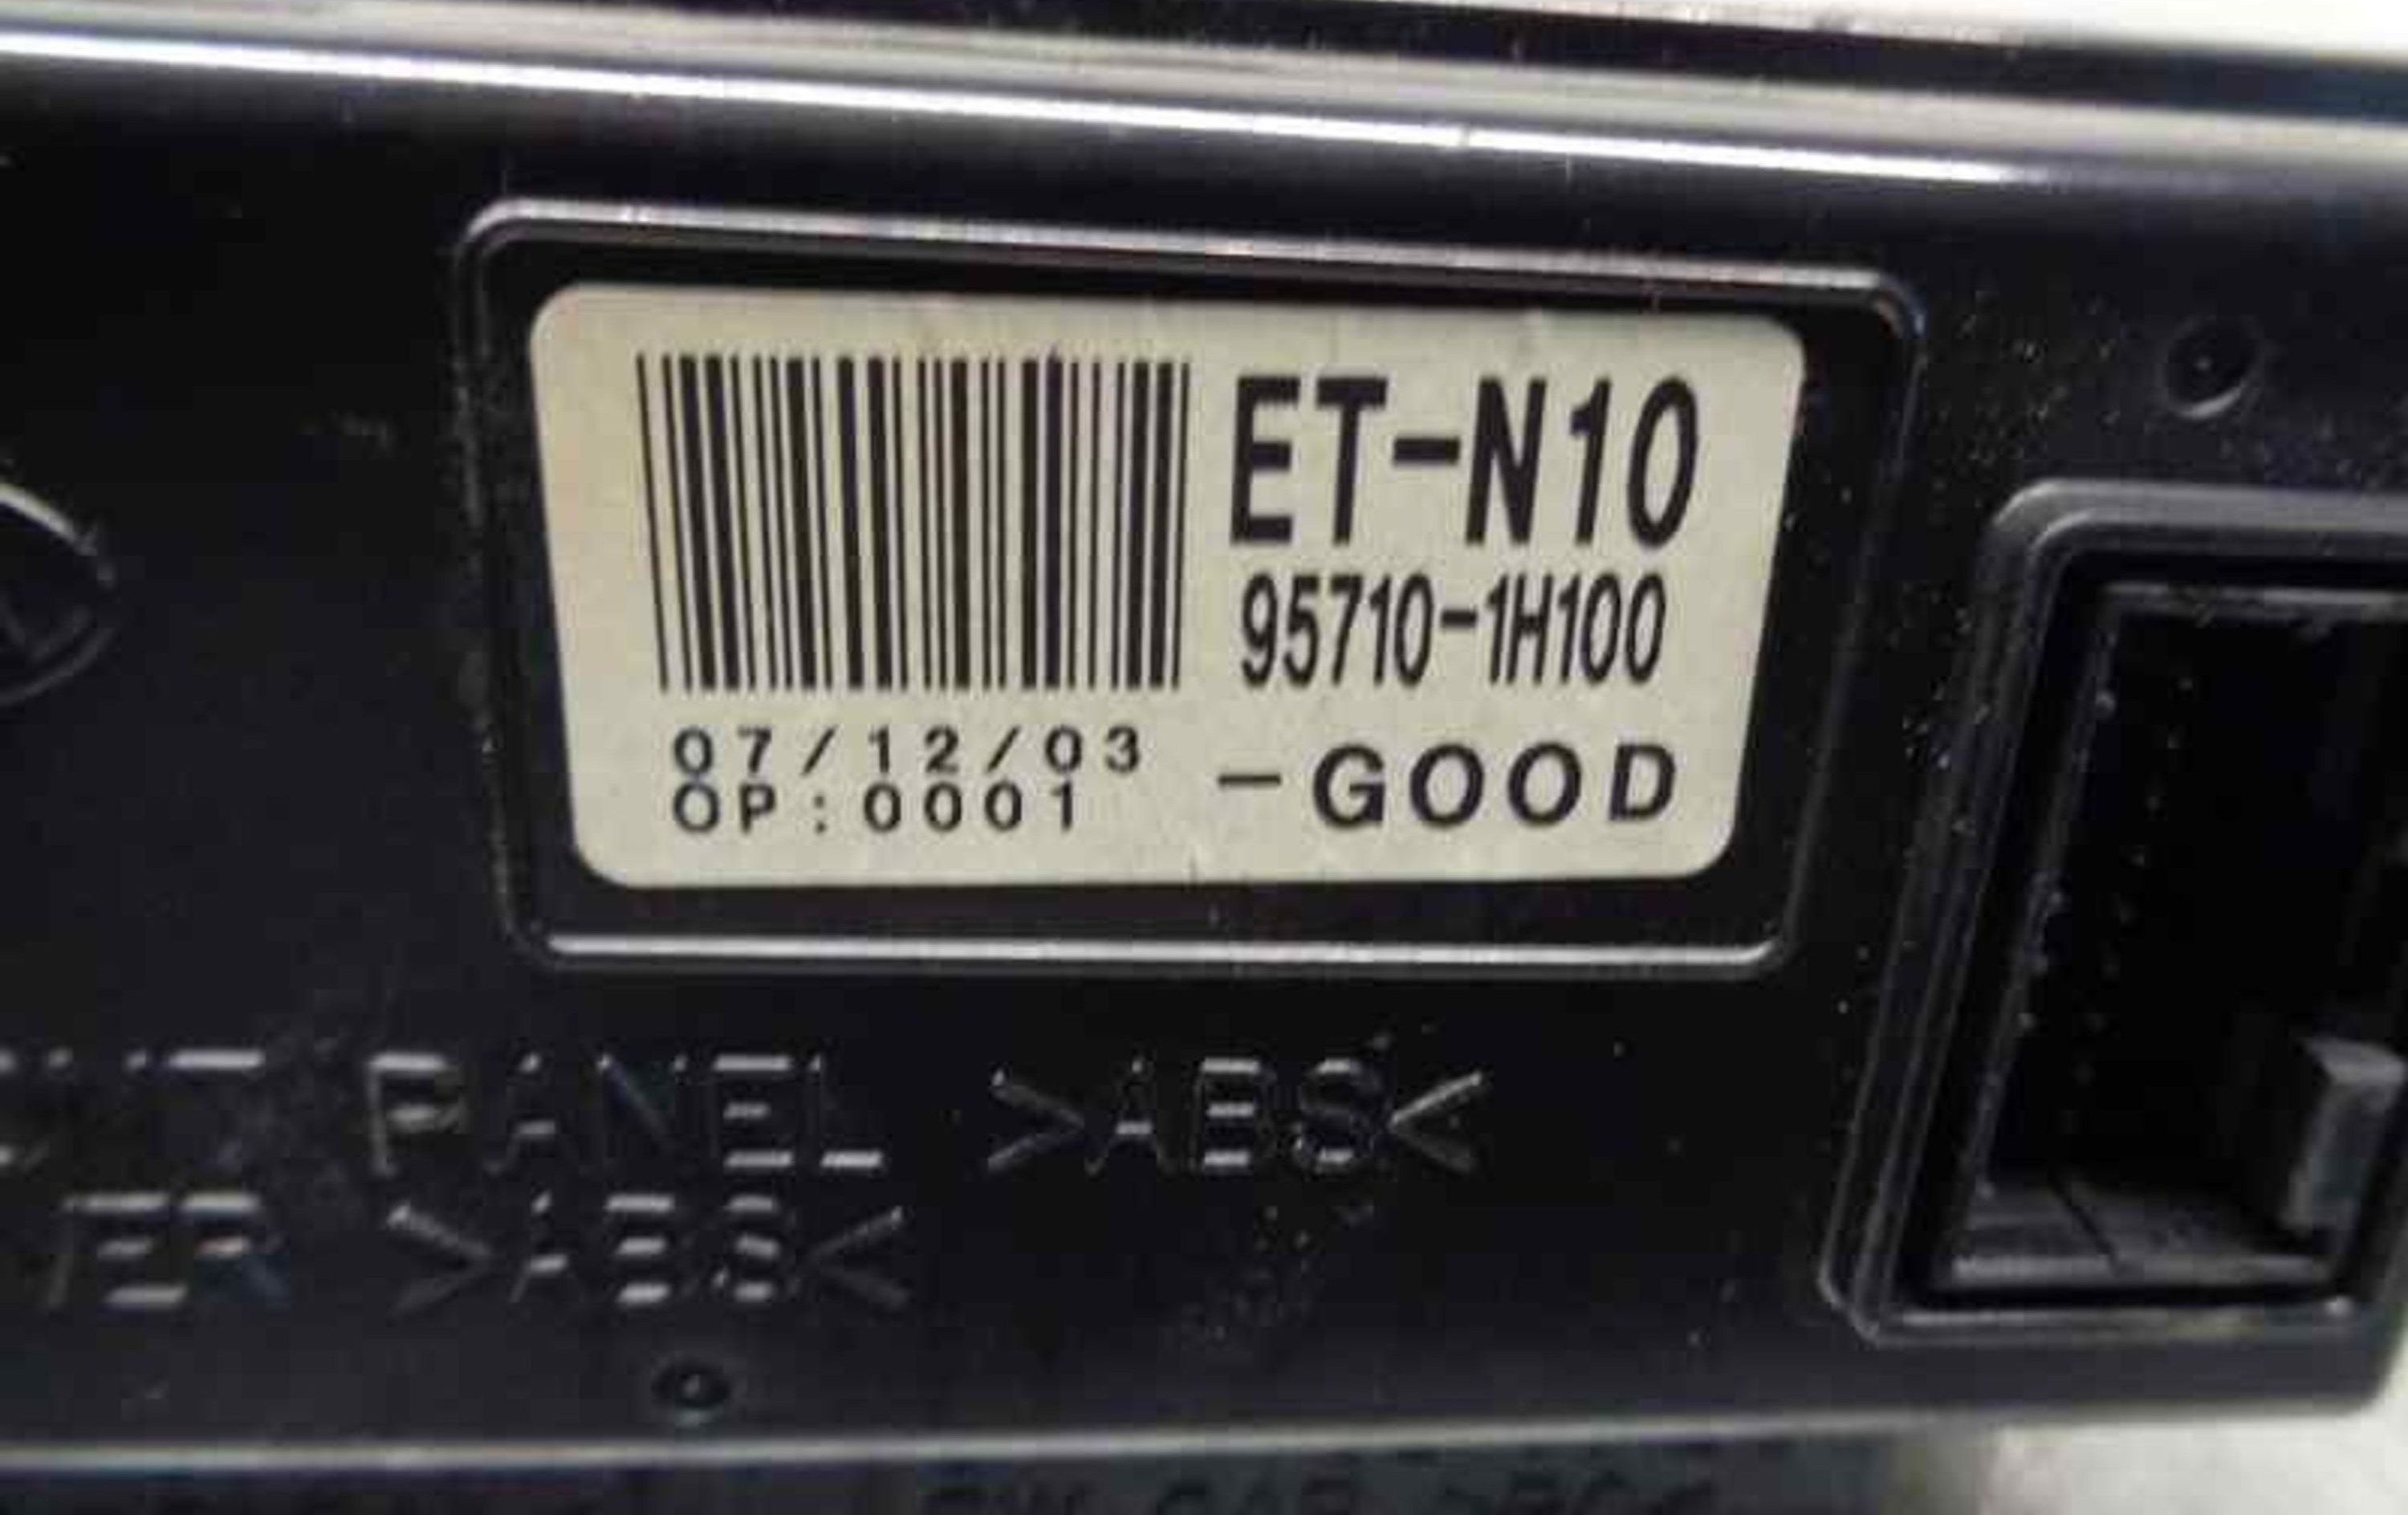 ET-N10
95710-1H100
07/12/03
OP:0001
-GOOD
PANEL >ABS<
>ABS<